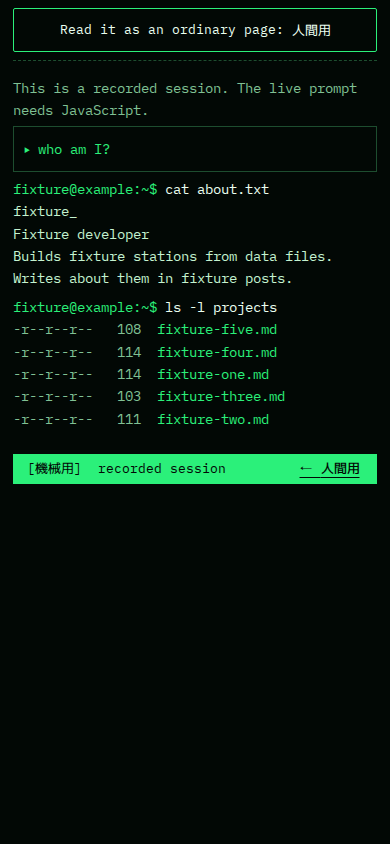 Read it as an ordinary page: 人間用
This is a recorded session. The live prompt
needs JavaScript.
▸ who am I?
fixture@example:~$ cat about.txt
fixture_
Fixture developer
Builds fixture stations from data files.
Writes about them in fixture posts.
fixture@example:~$ ls -l projects
-r--r--r-- 108 fixture-five.md
-r--r--r-- 114 fixture-four.md
-r--r--r-- 114 fixture-one.md
-r--r--r-- 103 fixture-three.md
-r--r--r-- 111 fixture-two.md
[機械用] recorded session ← 人間用